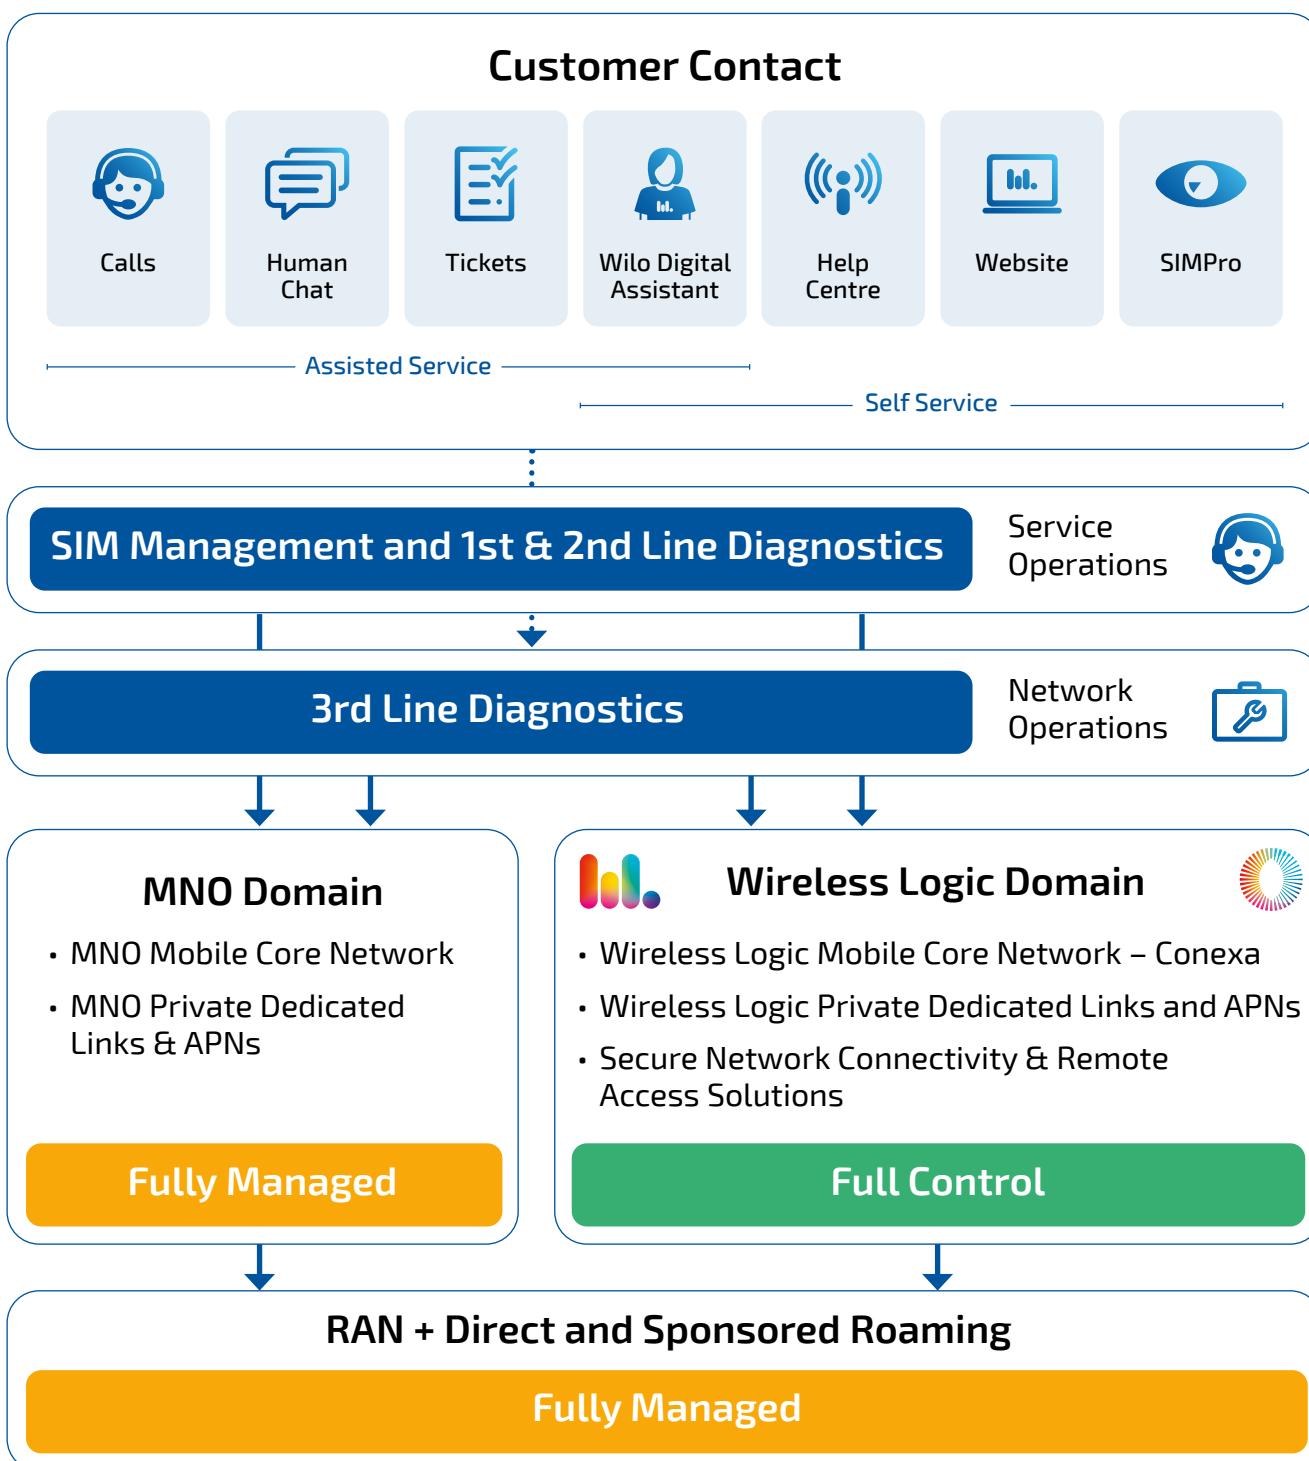 Customer Contact
Calls
Human
Chat
Tickets
Wilo Digital
Assistant
Help
Centre
Website
SIMPro
Assisted Service
Self Service
SIM Management and 1st & 2nd Line Diagnostics
Service
Operations
3rd Line Diagnostics
Network
Operations
MNO Domain
• MNO Mobile Core Network
• MNO Private Dedicated
Links & APNs
Fully Managed
Wireless Logic Domain
• Wireless Logic Mobile Core Network – Conexa
• Wireless Logic Private Dedicated Links and APNs
• Secure Network Connectivity & Remote
Access Solutions
Full Control
RAN + Direct and Sponsored Roaming
Fully Managed